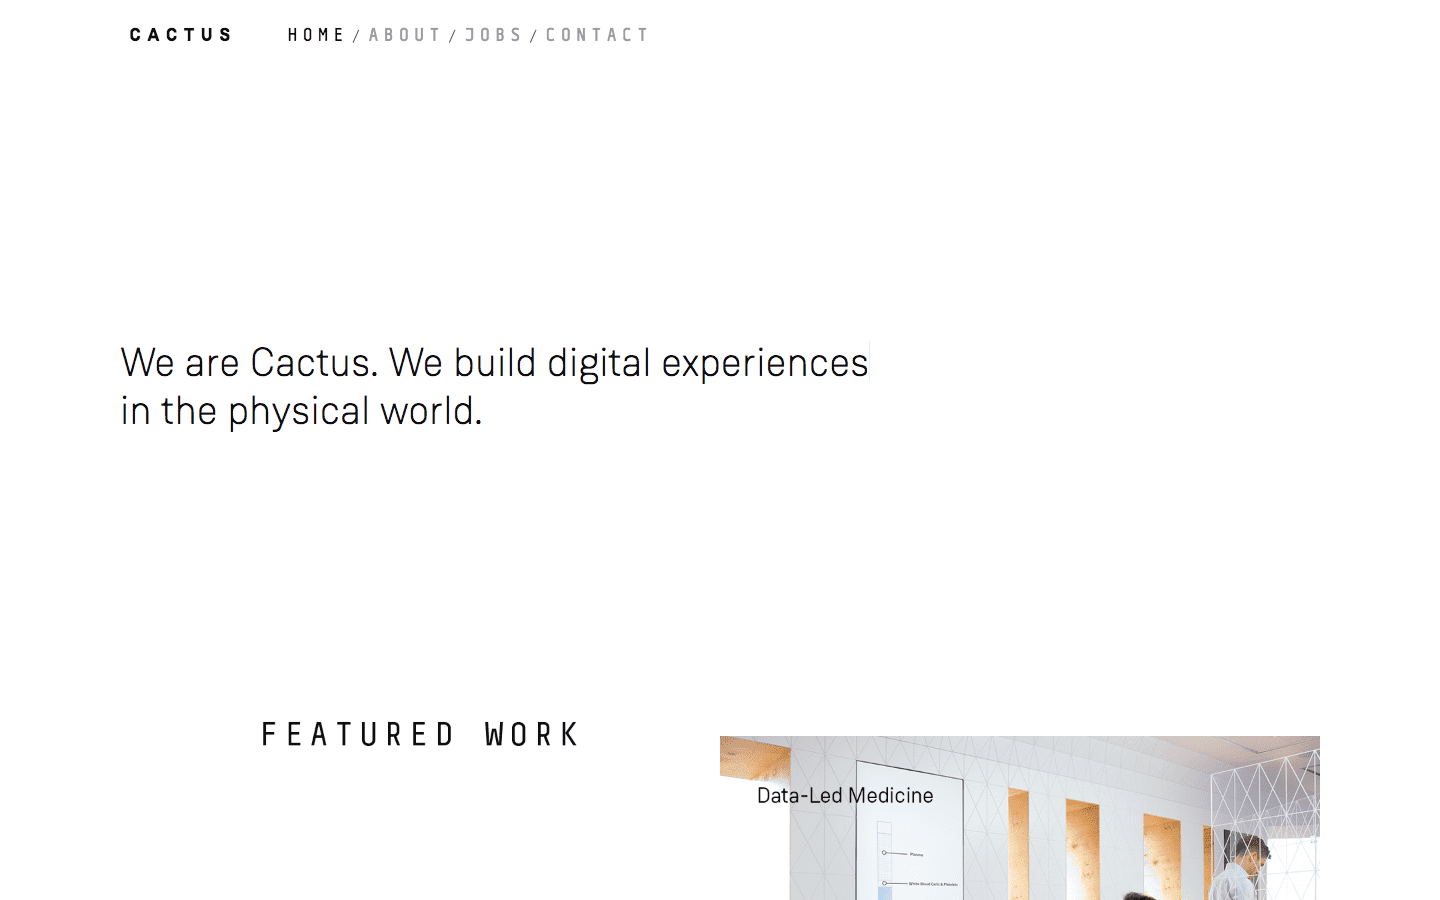 CACTUS HOME / ABOUT / JOBS / CONTACT
We are Cactus. We build digital experiences
in the physical world.
FEATURED WORK
Data-Led Medicine
Plasma
White Blood Cells & Platelets